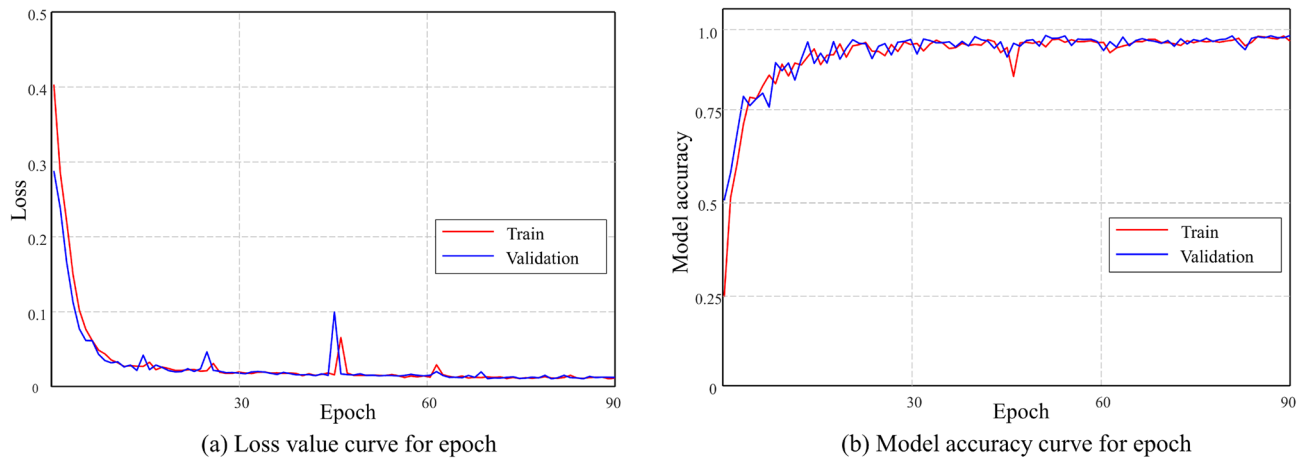 0.5
0.4
0.3
0.2
0.1
0
Loss
Train
Validation
30
60
90
Epoch
(a) Loss value curve for epoch
1.0
0.75
0.5
0.25
0
Model accuracy
Train
Validation
30
60
90
Epoch
(b) Model accuracy curve for epoch